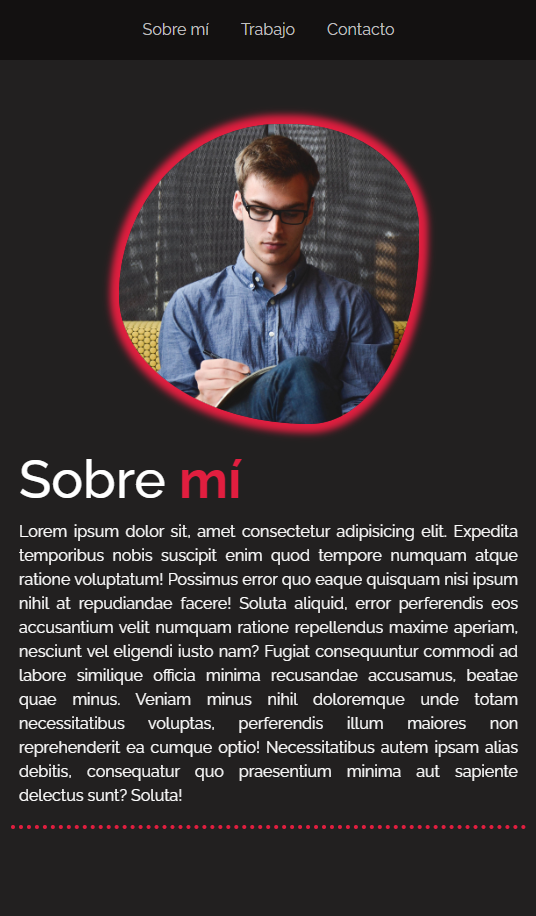 Sobre mí Trabajo Contacto
Sobre mí
Lorem ipsum dolor sit, amet consectetur adipisicing elit. Expedita
temporibus nobis suscipit enim quod tempore numquam atque
ratione voluptatum! Possimus error quo eaque quisquam nisi ipsum
nihil at repudiandae facere! Soluta aliquid, error perferendis eos
accusantium velit numquam ratione repellendus maxime aperiam,
nesciunt vel eligendi iusto nam? Fugiat consequuntur commodi ad
labore similique officia minima recusandae accusamus, beatae
quae minus. Veniam minus nihil doloremque unde totam
necessitatibus voluptas, perferendis illum maiores non
reprehenderit ea cumque optio! Necessitatibus autem ipsam alias
debitis, consequatur quo praesentium minima aut sapiente
delectus sunt? Soluta!